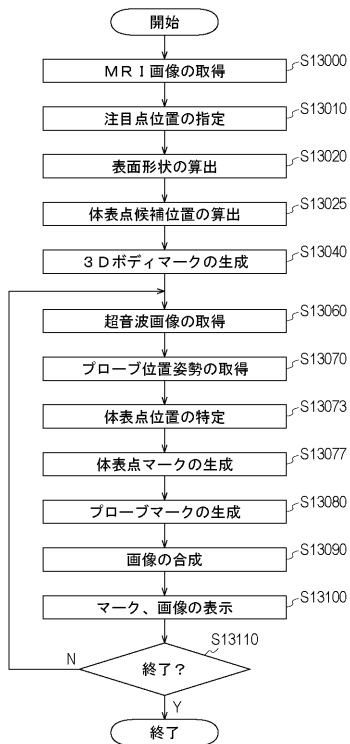 開始
MRI画像の取得
S13000
注目点位置の指定
S13010
表面形状の算出
S13020
体表点候補位置の算出
S13025
3Dボディマークの生成
S13040
超音波画像の取得
S13060
プローブ位置姿勢の取得
S13070
体表点位置の特定
S13073
体表点マークの生成
S13077
プローブマークの生成
S13080
画像の合成
S13090
マーク、画像の表示
S13100
S13110
N
終了?
Y
終了